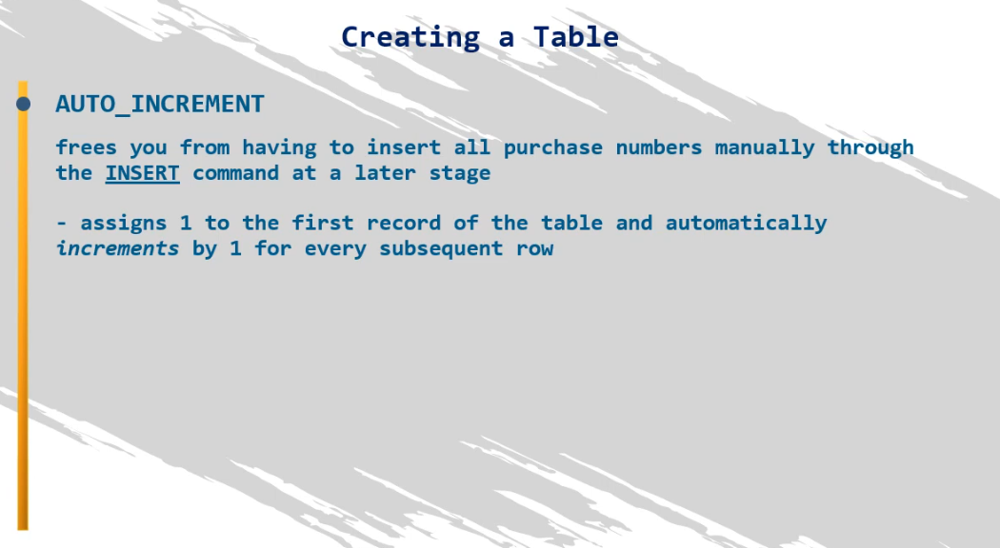 Creating a Table
AUTO_INCREMENT
frees you from having to insert all purchase numbers manually through
the INSERT command at a later stage
- assigns 1 to the first record of the table and automatically
increments by 1 for every subsequent row